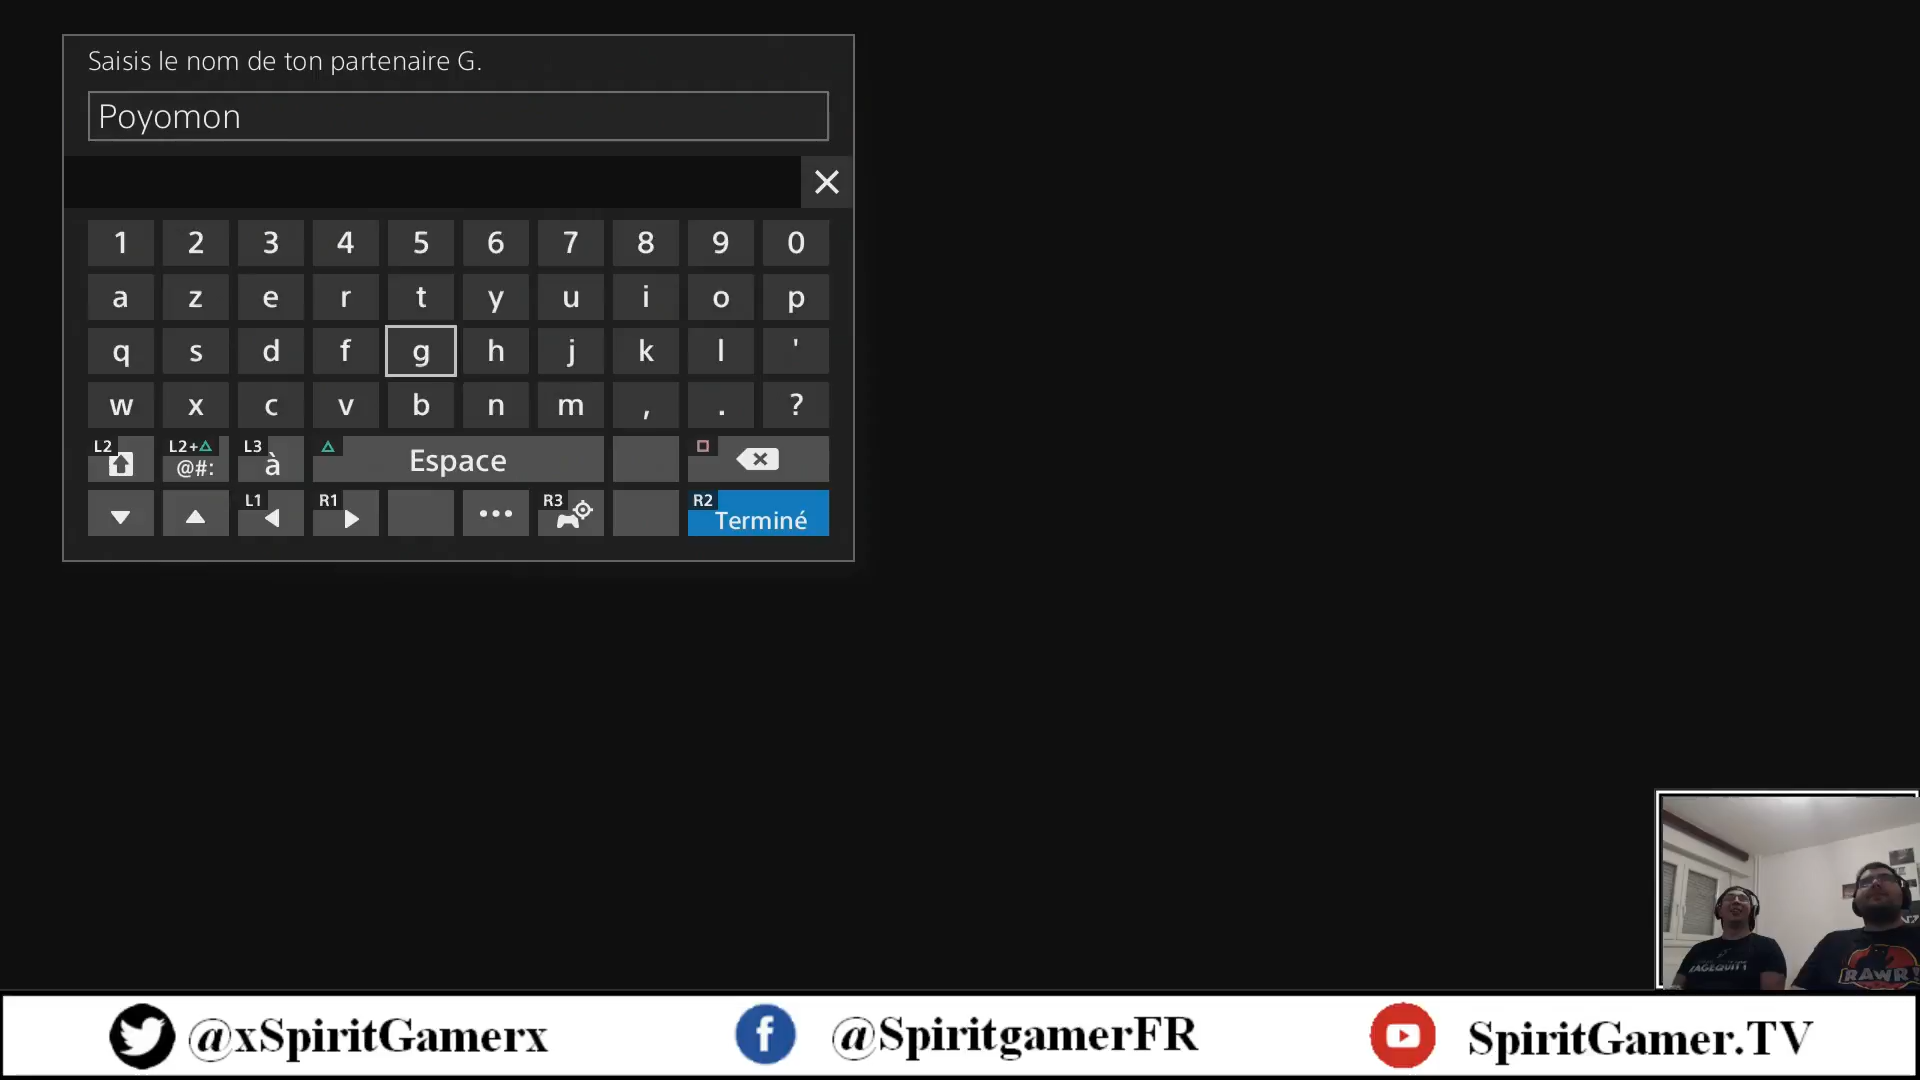 Saisis le nom de ton partenaire G.
Poyomon
1 2 3 4 5 6 7 8 9 0
a z e r t y u i o p
q s d f g h j k l '
w x c v b n m , . ?
L2 L2+△ @#: L3 à △ Espace □
L1 R1 ... R3 R2 Terminé
RAWR!
@xSpiritGamerx @SpiritgamerFR SpiritGamer.TV